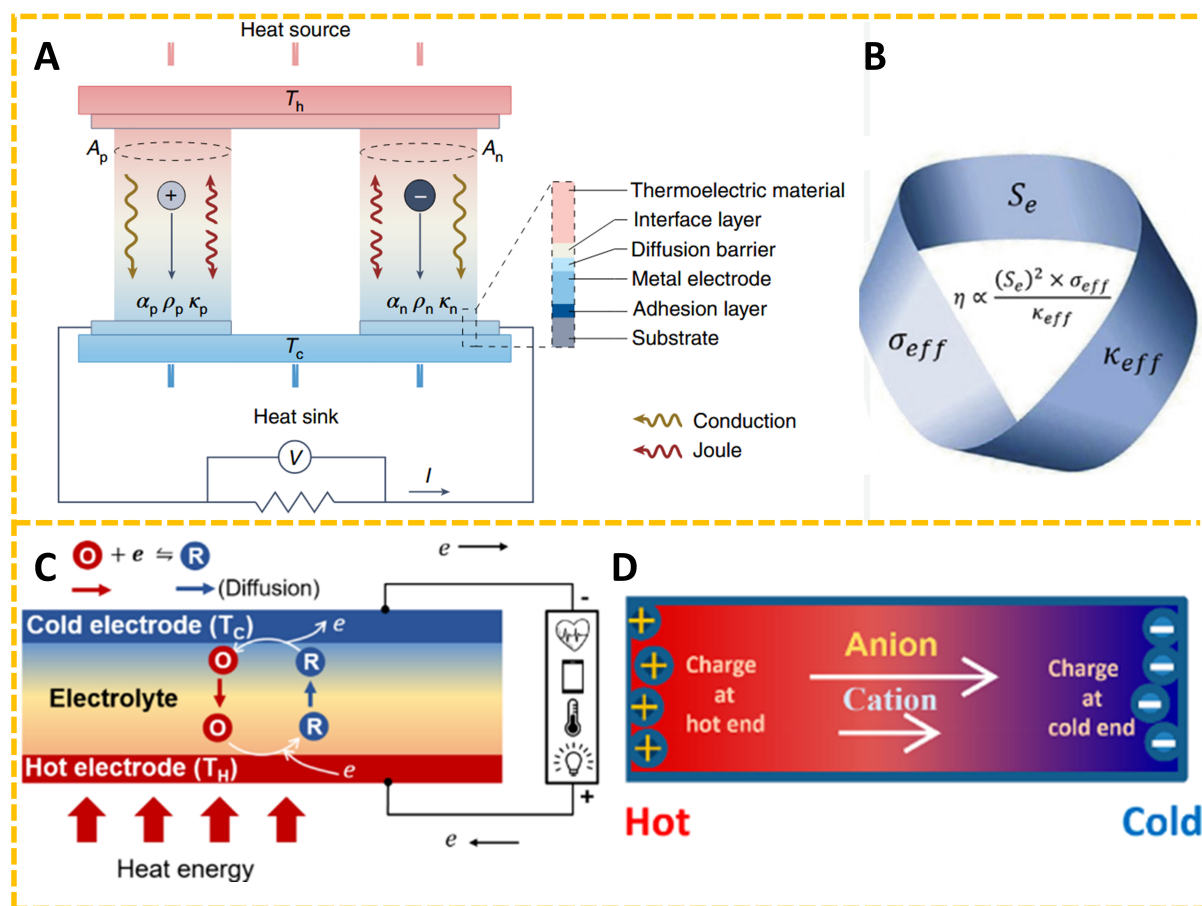 A
Heat source
T_h
A_p
A_n
+
−
α_p ρ_p κ_p
α_n ρ_n κ_n
T_c
Heat sink
V
I
Thermoelectric material
Interface layer
Diffusion barrier
Metal electrode
Adhesion layer
Substrate
Conduction
Joule
B
S_e
η ∝ (S_e)² × σ_eff / κ_eff
σ_eff
κ_eff
C
O + e ⇋ R
(Diffusion)
e
Cold electrode (T_C)
e
O
R
Electrolyte
O
R
Hot electrode (T_H)
e
Heat energy
-
+
e
D
+
+
+
+
Charge
at
hot end
Anion
Cation
Charge
at
cold end
−
−
−
−
Hot
Cold